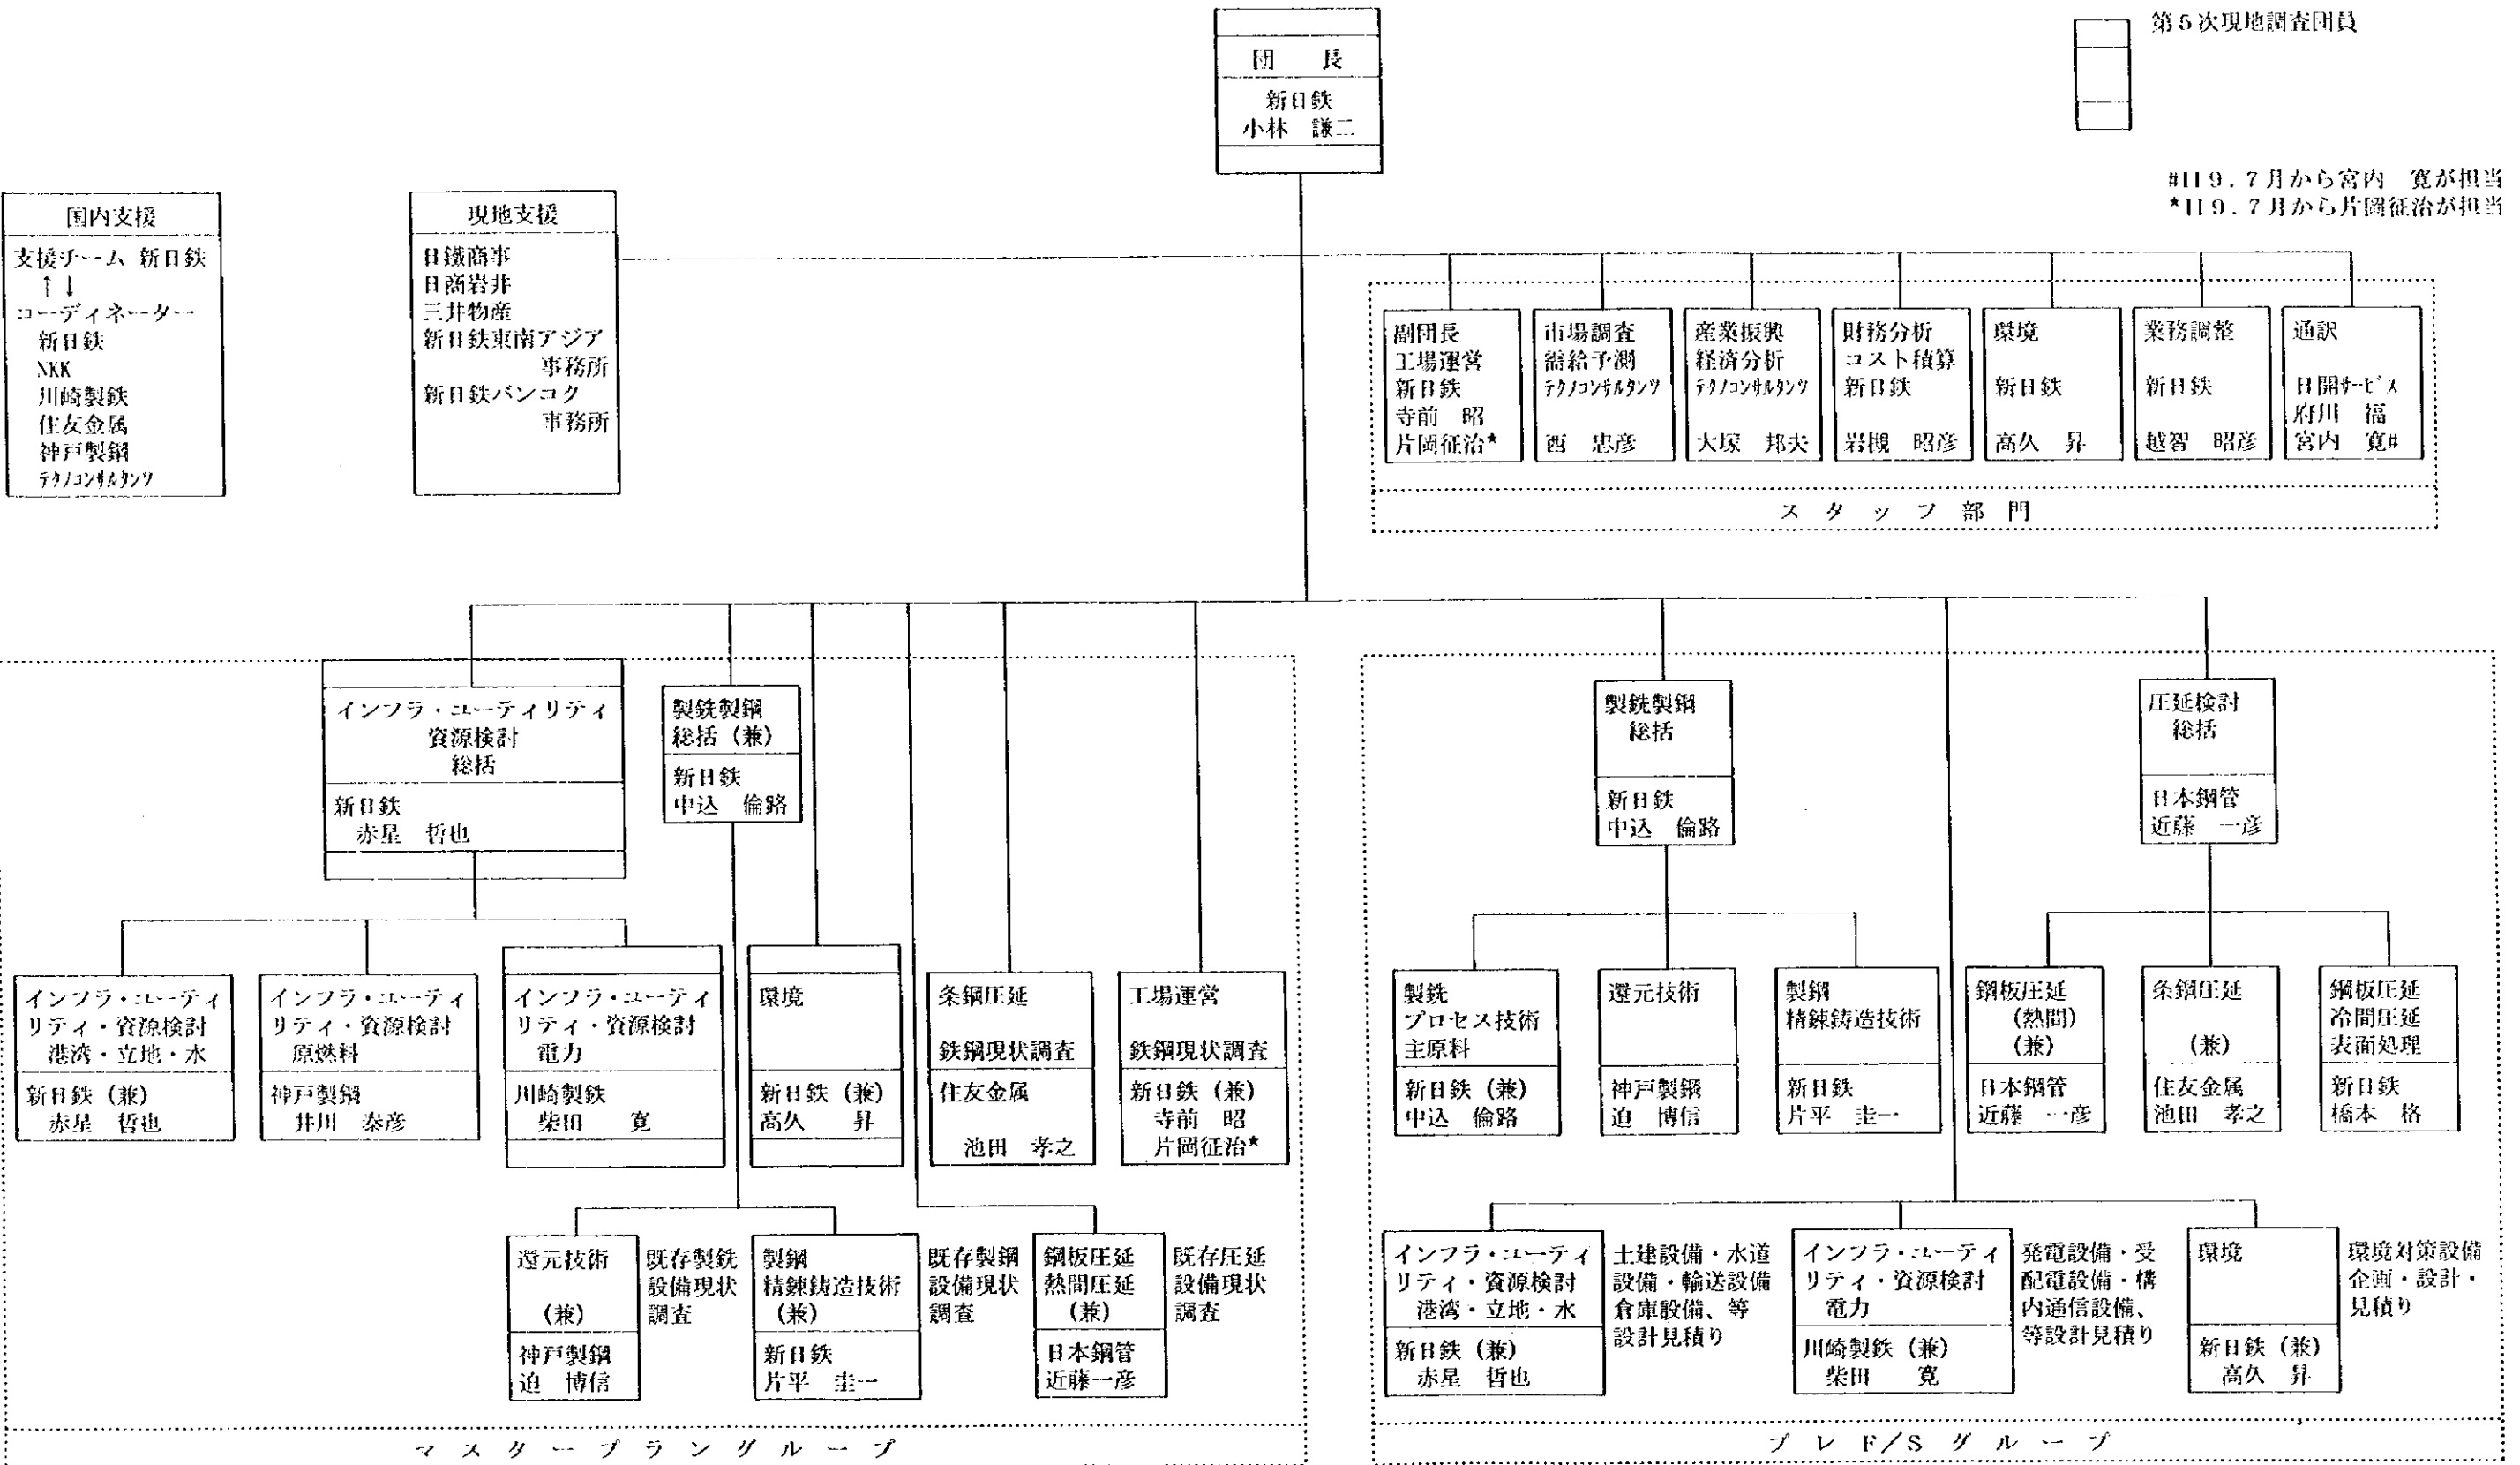 団　長
新日鉄
小林　謙二
第5次現地調査団員
#H9.7月から宮内　寛が担当
*H9.7月から片岡征治が担当
国内支援
支援チーム 新日鉄
↑↓
コーディネーター
新日鉄
NKK
川崎製鉄
住友金属
神戸製鋼
テクノコンサルタンツ
現地支援
日鐵商事
日商岩井
三井物産
新日鉄東南アジア
事務所
新日鉄バンコク
事務所
副団長
工場運営
新日鉄
寺前　昭
片岡征治*
市場調査
需給予測
テクノコンサルタンツ
西　忠彦
産業振興
経済分析
テクノコンサルタンツ
大塚　邦夫
財務分析
コスト積算
新日鉄
岩槻　昭彦
環境
新日鉄
高久　昇
業務調整
新日鉄
越智　昭彦
通訳
日開サービス
府川　福
宮内　寛#
スタッフ部門
インフラ・ユーティリティ
資源検討
総括
新日鉄
赤星　哲也
製銑製鋼
総括（兼）
新日鉄
中込　倫路
製銑製鋼
総括
新日鉄
中込　倫路
圧延検討
総括
日本鋼管
近藤　一彦
インフラ・ユーティ
リティ・資源検討
港湾・立地・水
新日鉄（兼）
赤星　哲也
インフラ・ユーティ
リティ・資源検討
原燃料
神戸製鋼
井川　泰彦
インフラ・ユーティ
リティ・資源検討
電力
川崎製鉄
柴田　寛
環境
新日鉄（兼）
高久　昇
条鋼圧延
鉄鋼現状調査
住友金属
池田　孝之
工場運営
鉄鋼現状調査
新日鉄（兼）
寺前　昭
片岡征治*
製銑
プロセス技術
主原料
新日鉄（兼）
中込　倫路
還元技術
神戸製鋼
迫　博信
製鋼
精錬鋳造技術
新日鉄
片平　圭一
鋼板圧延
（熱間）
（兼）
日本鋼管
近藤　一彦
条鋼圧延
（兼）
住友金属
池田　孝之
鋼板圧延
冷間圧延
表面処理
新日鉄
橋本　格
還元技術
（兼）
神戸製鋼
迫　博信
既存製銑
設備現状
調査
製鋼
精錬鋳造技術
（兼）
新日鉄
片平　圭一
既存製鋼
設備現状
調査
鋼板圧延
熱間圧延
（兼）
日本鋼管
近藤一彦
既存圧延
設備現状
調査
インフラ・ユーティ
リティ・資源検討
港湾・立地・水
新日鉄（兼）
赤星　哲也
土建設備・水道
設備・輸送設備
倉庫設備、等
設計見積り
インフラ・ユーティ
リティ・資源検討
電力
川崎製鉄（兼）
柴田　寛
発電設備・受
配電設備・構
内通信設備、
等設計見積り
環境
新日鉄（兼）
高久　昇
環境対策設備
企画・設計・
見積り
マスタープラングループ
プレF/Sグループ